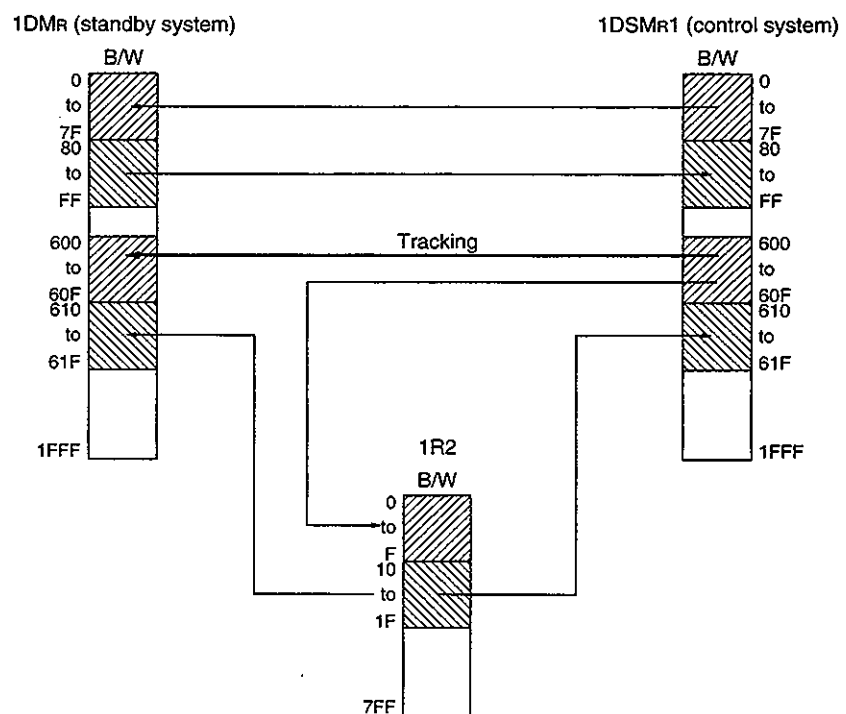 1DMR (standby system)
B/W
0
to
7F
80
to
FF
600
to
60F
610
to
61F
1FFF
1DSMR1 (control system)
B/W
0
to
7F
80
to
FF
600
to
60F
610
to
61F
1FFF
Tracking
1R2
B/W
0
to
F
10
to
1F
7FF